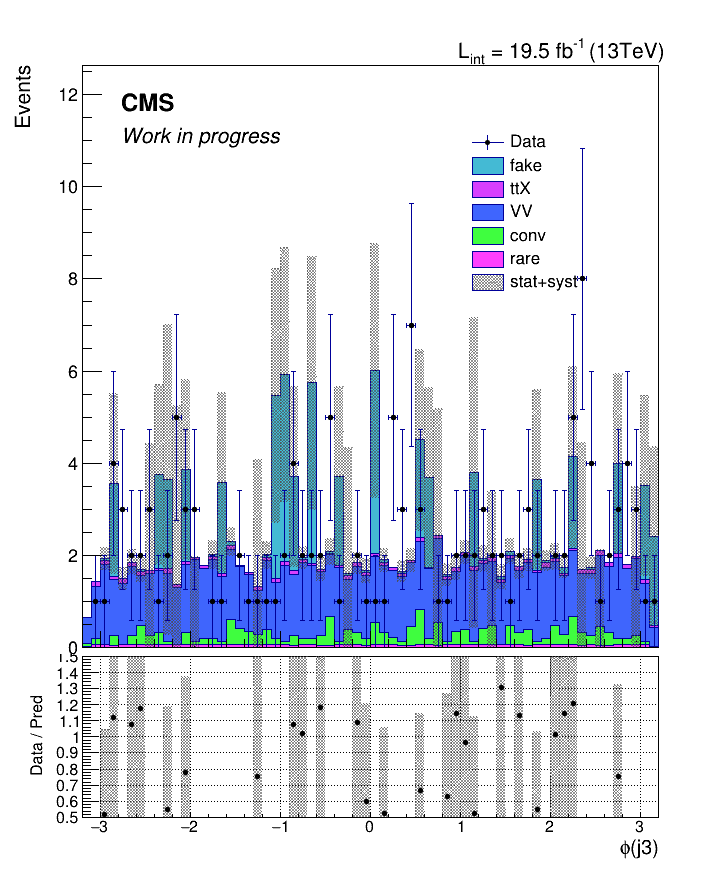 L_int = 19.5 fb^-1 (13TeV)
Events
CMS
Work in progress
Data
fake
ttX
VV
conv
rare
stat+syst
12
10
8
6
4
2
0
Data / Pred
1.5
1.4
1.3
1.2
1.1
1
0.9
0.8
0.7
0.6
0.5
−3 −2 −1 0 1 2 3
ϕ(j3)